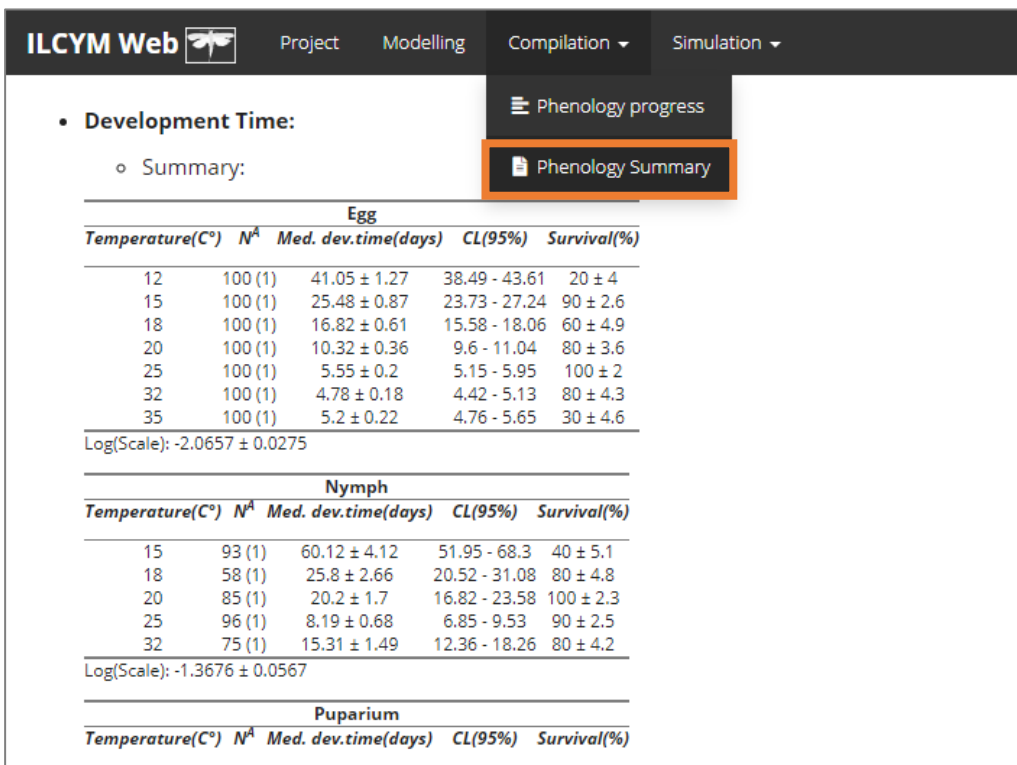 ILCYM Web Project Modelling Compilation Simulation
Phenology progress
Phenology Summary
• Development Time:
○ Summary:
Egg
Temperature(C°) N^A Med. dev.time(days) CL(95%) Survival(%)
12 100 (1) 41.05 ± 1.27 38.49 - 43.61 20 ± 4
15 100 (1) 25.48 ± 0.87 23.73 - 27.24 90 ± 2.6
18 100 (1) 16.82 ± 0.61 15.58 - 18.06 60 ± 4.9
20 100 (1) 10.32 ± 0.36 9.6 - 11.04 80 ± 3.6
25 100 (1) 5.55 ± 0.2 5.15 - 5.95 100 ± 2
32 100 (1) 4.78 ± 0.18 4.42 - 5.13 80 ± 4.3
35 100 (1) 5.2 ± 0.22 4.76 - 5.65 30 ± 4.6
Log(Scale): -2.0657 ± 0.0275
Nymph
Temperature(C°) N^A Med. dev.time(days) CL(95%) Survival(%)
15 93 (1) 60.12 ± 4.12 51.95 - 68.3 40 ± 5.1
18 58 (1) 25.8 ± 2.66 20.52 - 31.08 80 ± 4.8
20 85 (1) 20.2 ± 1.7 16.82 - 23.58 100 ± 2.3
25 96 (1) 8.19 ± 0.68 6.85 - 9.53 90 ± 2.5
32 75 (1) 15.31 ± 1.49 12.36 - 18.26 80 ± 4.2
Log(Scale): -1.3676 ± 0.0567
Puparium
Temperature(C°) N^A Med. dev.time(days) CL(95%) Survival(%)